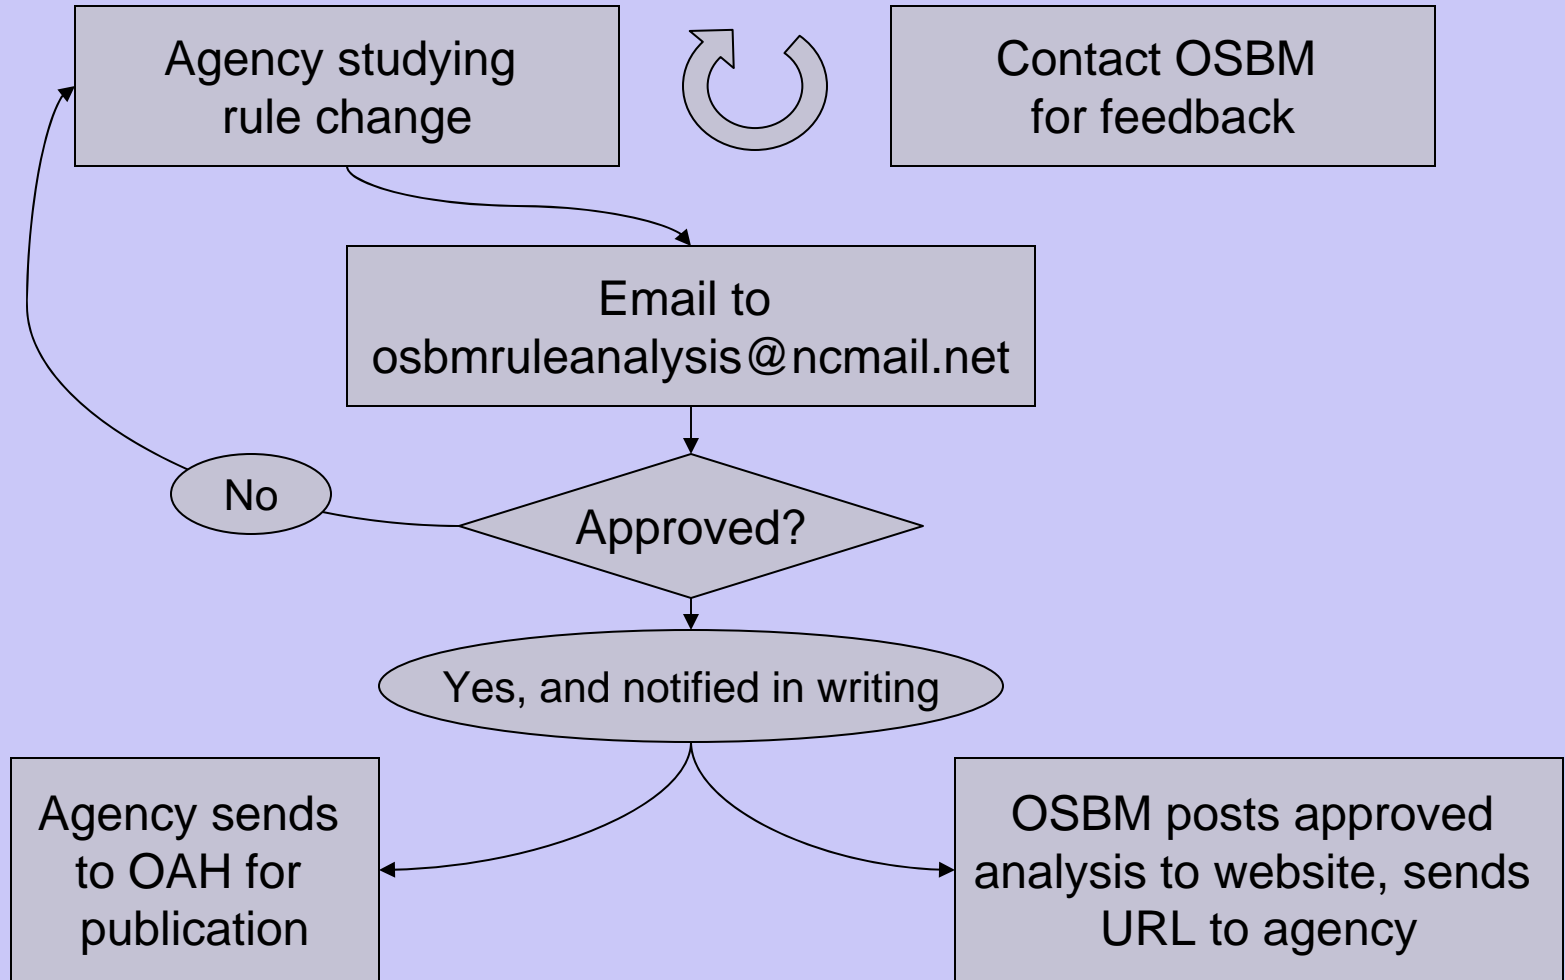 Agency studying
rule change
Contact OSBM
for feedback
Email to
osbmruleanalysis@ncmail.net
No
Approved?
Yes, and notified in writing
Agency sends
to OAH for
publication
OSBM posts approved
analysis to website, sends
URL to agency